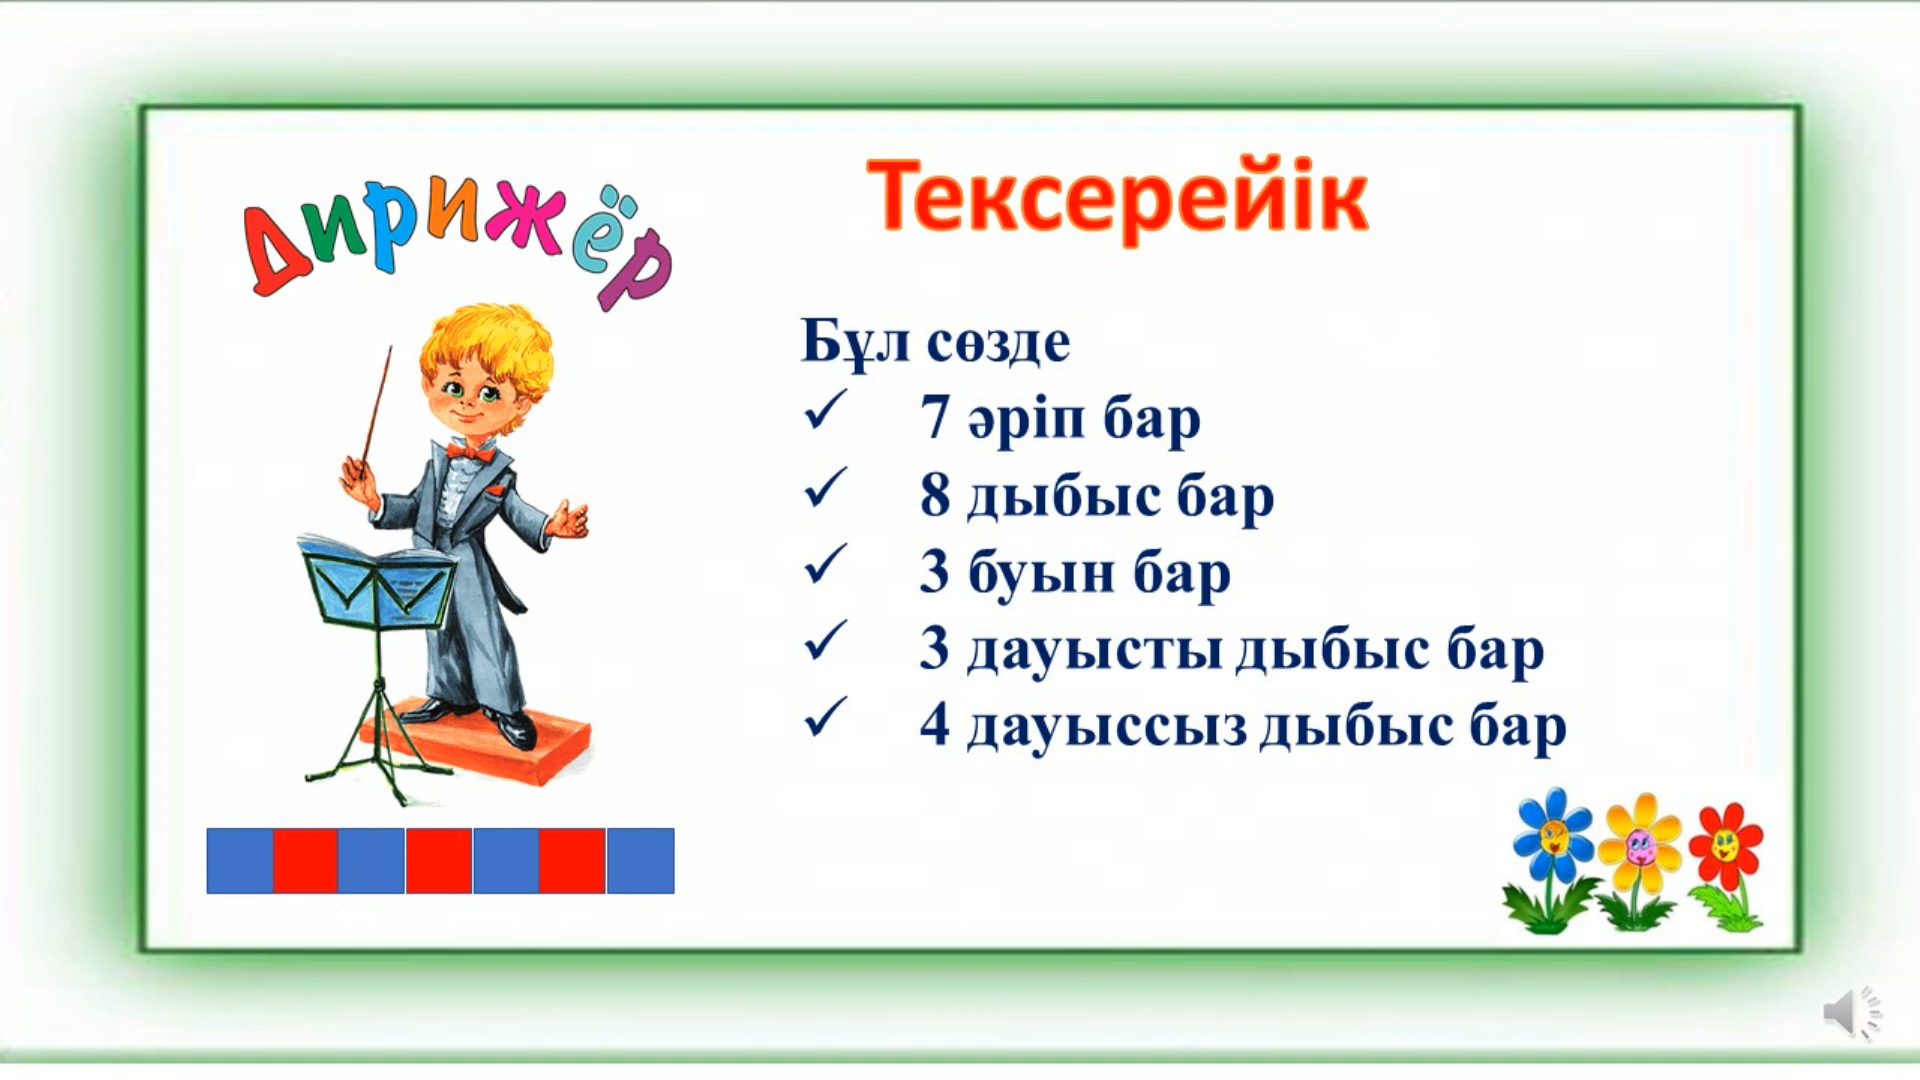 Дирижёр
Тексерейік
Бұл сөзде
✓ 7 әріп бар
✓ 8 дыбыс бар
✓ 3 буын бар
✓ 3 дауысты дыбыс бар
✓ 4 дауыссыз дыбыс бар